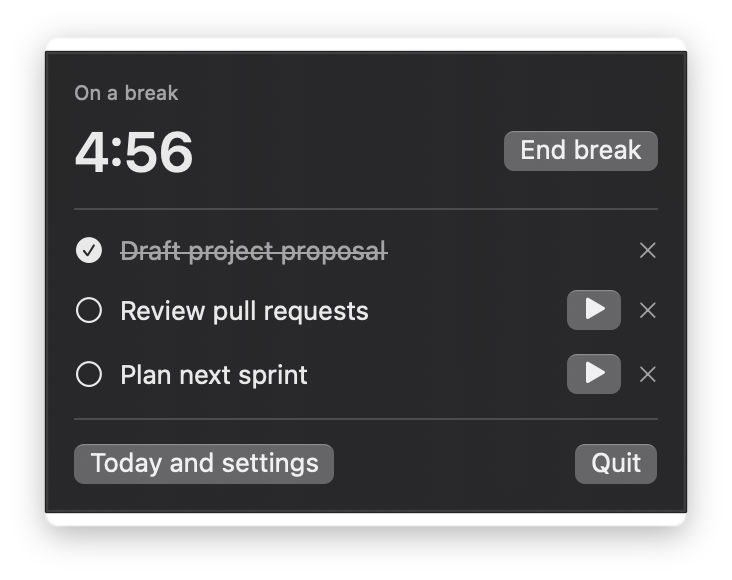 On a break
4:56
End break
Draft project proposal
Review pull requests
Plan next sprint
Today and settings
Quit